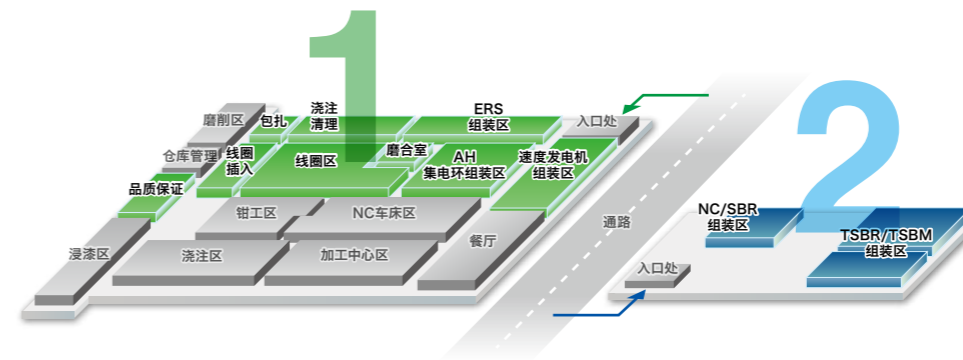 1
2
磨削区
包扎
浇注
清理
ERS
组装区
入口处
仓库管理
线圈
插入
线圈区
磨合室
AH
集电环组装区
速度发电机
组装区
品质保证
钳工区
NC车床区
餐厅
通路
浸漆区
浇注区
加工中心区
NC/SBR
组装区
TSBR/TSBM
组装区
入口处